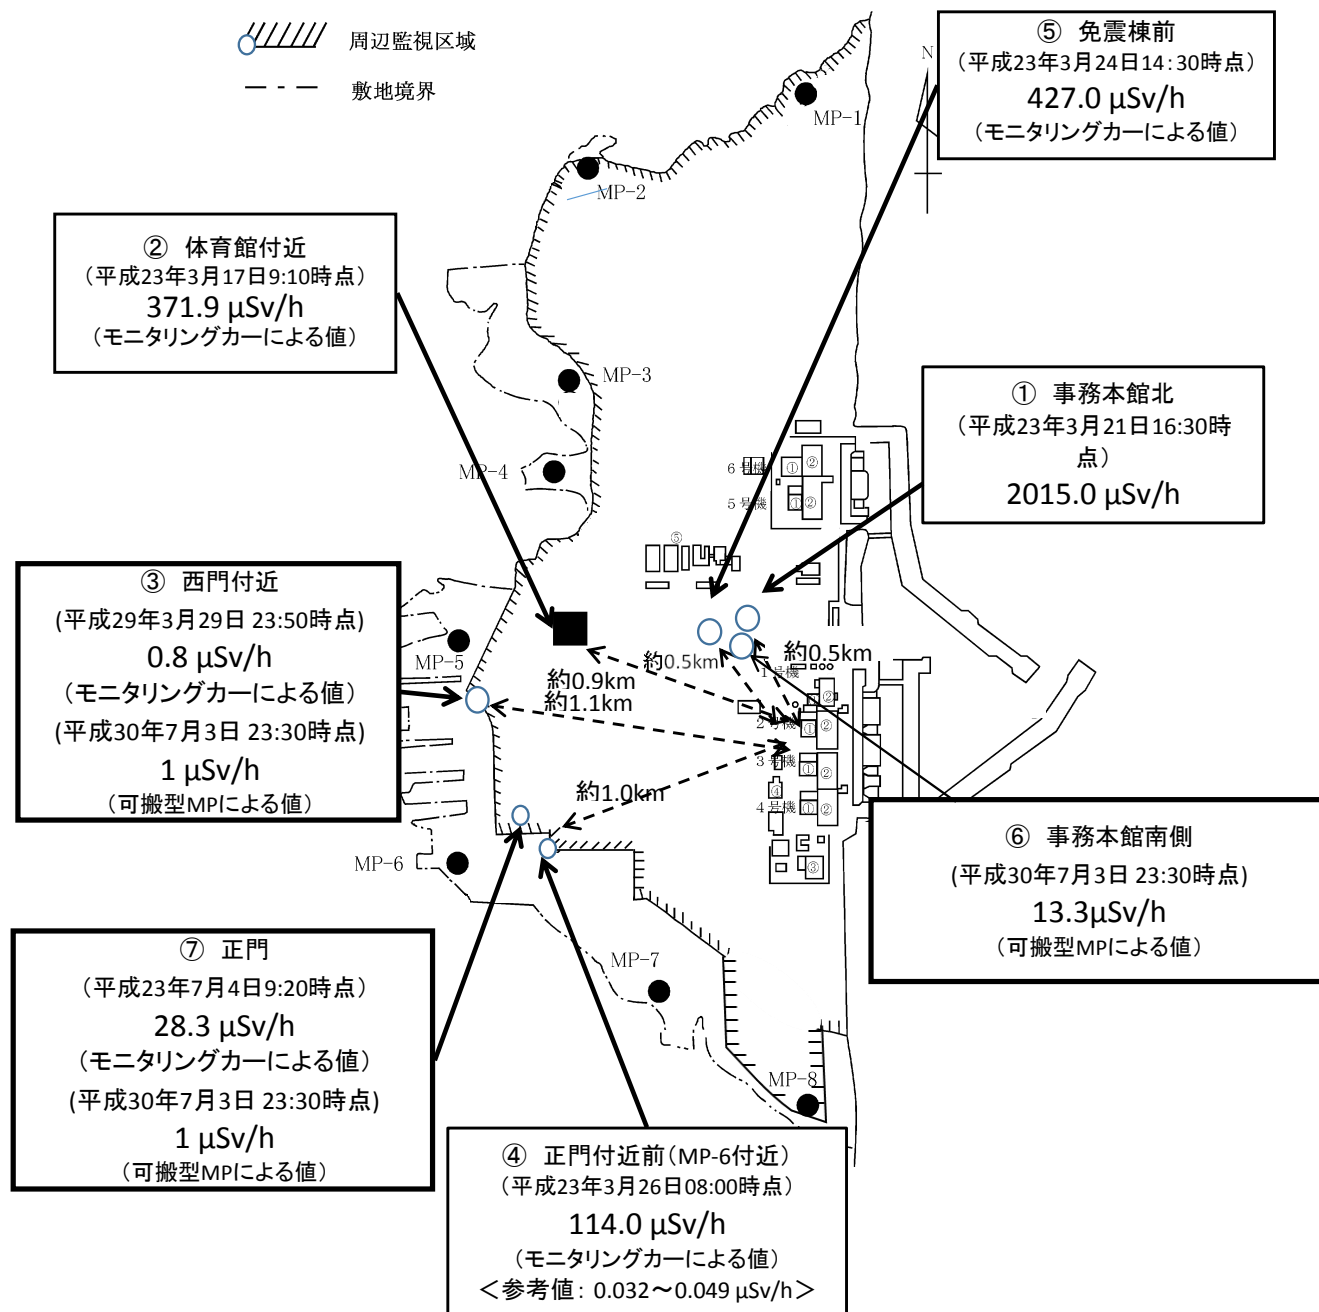 周辺監視区域
敷地境界
⑤ 免震棟前
(平成23年3月24日14:30時点)
427.0 μSv/h
(モニタリングカーによる値)
N
MP-1
MP-2
② 体育館付近
(平成23年3月17日9:10時点)
371.9 μSv/h
(モニタリングカーによる値)
MP-3
① 事務本館北
(平成23年3月21日16:30時
点)
2015.0 μSv/h
MP-4
6号機
① ②
5号機
① ②
⑤
③ 西門付近
(平成29年3月29日 23:50時点)
0.8 μSv/h
(モニタリングカーによる値)
(平成30年7月3日 23:30時点)
1 μSv/h
(可搬型MPによる値)
MP-5
約0.5km
約0.5km
約0.9km
約1.1km
1号機
②
2号機
① ②
3号機
① ②
約1.0km
④
4号機
① ②
③
MP-6
⑥ 事務本館南側
(平成30年7月3日 23:30時点)
13.3μSv/h
(可搬型MPによる値)
⑦ 正門
(平成23年7月4日9:20時点)
28.3 μSv/h
(モニタリングカーによる値)
(平成30年7月3日 23:30時点)
1 μSv/h
(可搬型MPによる値)
MP-7
MP-8
④ 正門付近前(MP-6付近)
(平成23年3月26日08:00時点)
114.0 μSv/h
(モニタリングカーによる値)
<参考値: 0.032~0.049 μSv/h>